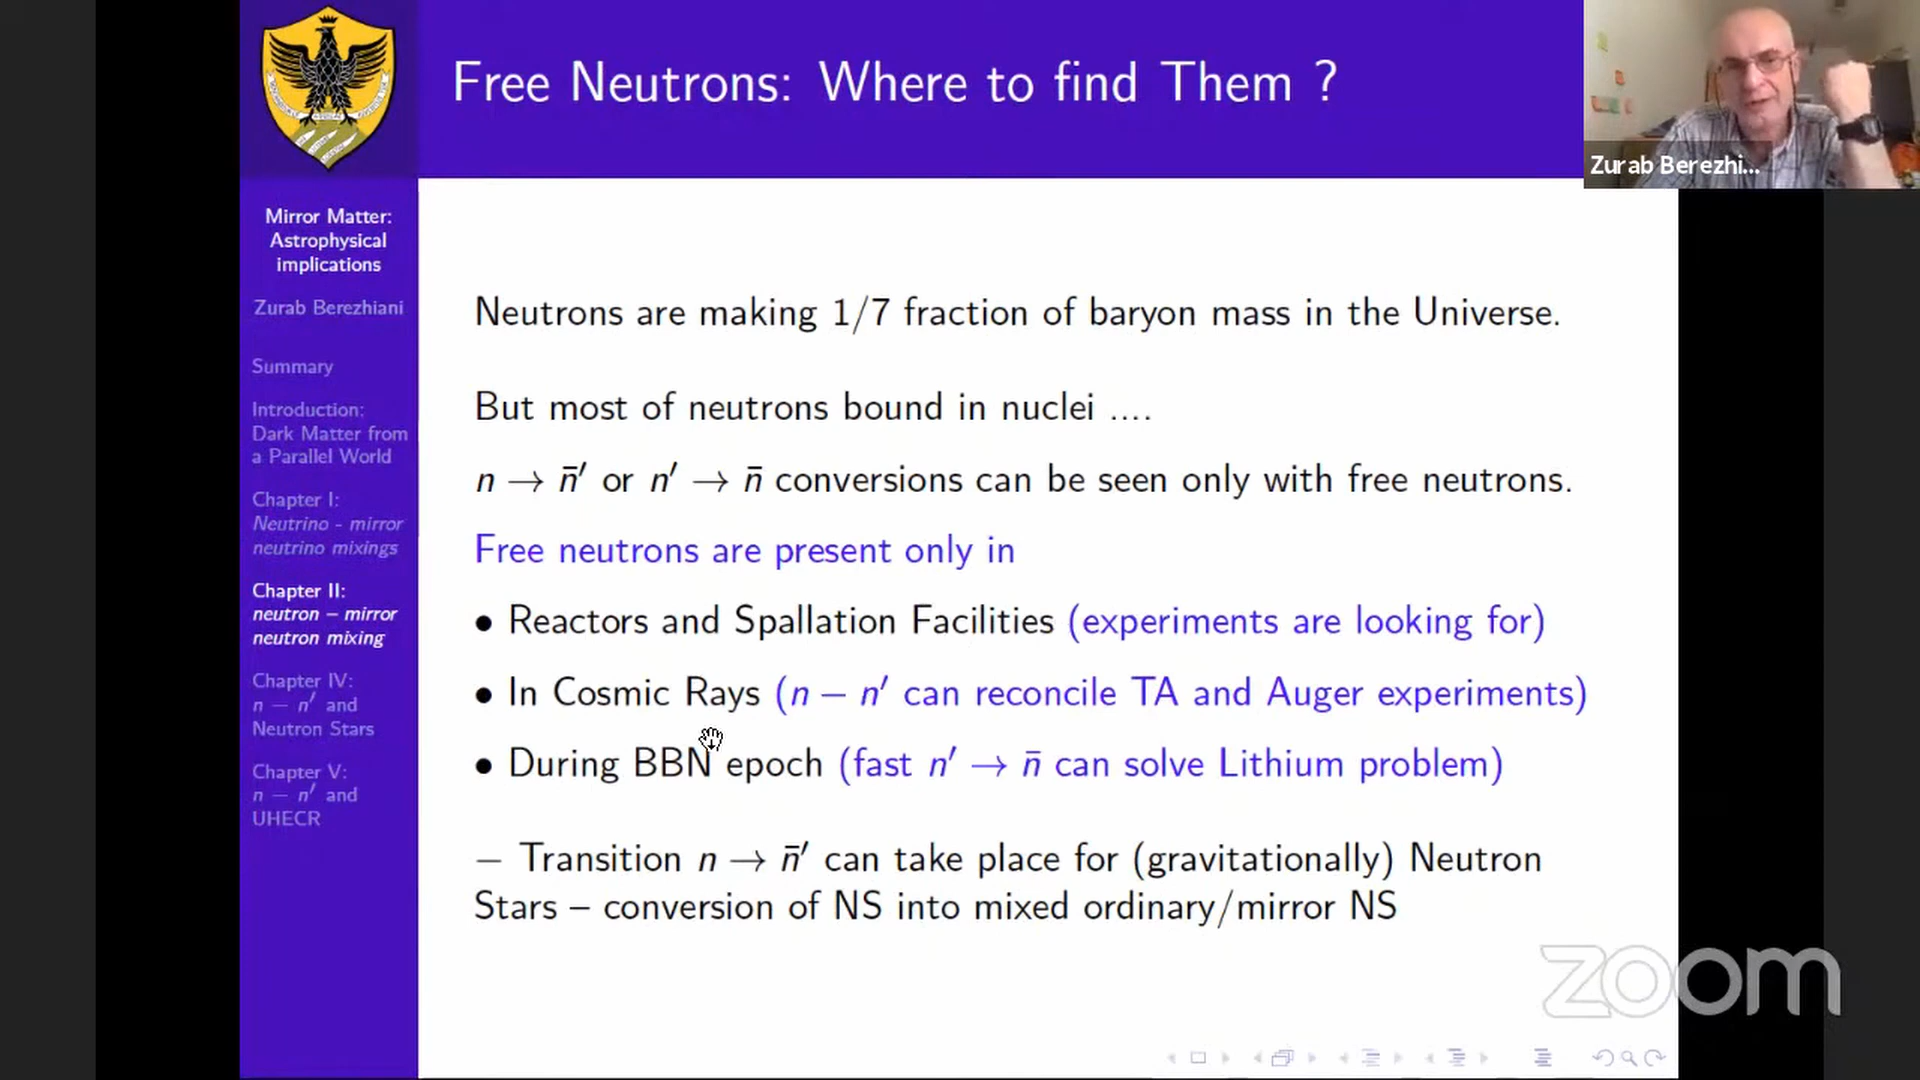 Free Neutrons: Where to find Them ?
Zurab Berezhi...
Mirror Matter:
Astrophysical
implications
Zurab Berezhiani
Summary
Introduction:
Dark Matter from
a Parallel World
Chapter I:
Neutrino - mirror
neutrino mixings
Chapter II:
neutron – mirror
neutron mixing
Chapter IV:
n − n′ and
Neutron Stars
Chapter V:
n − n′ and
UHECR
Neutrons are making 1/7 fraction of baryon mass in the Universe.
But most of neutrons bound in nuclei ....
n → n̄′ or n′ → n̄ conversions can be seen only with free neutrons.
Free neutrons are present only in
• Reactors and Spallation Facilities (experiments are looking for)
• In Cosmic Rays (n − n′ can reconcile TA and Auger experiments)
• During BBN epoch (fast n′ → n̄ can solve Lithium problem)
– Transition n → n̄′ can take place for (gravitationally) Neutron
Stars – conversion of NS into mixed ordinary/mirror NS
zoom